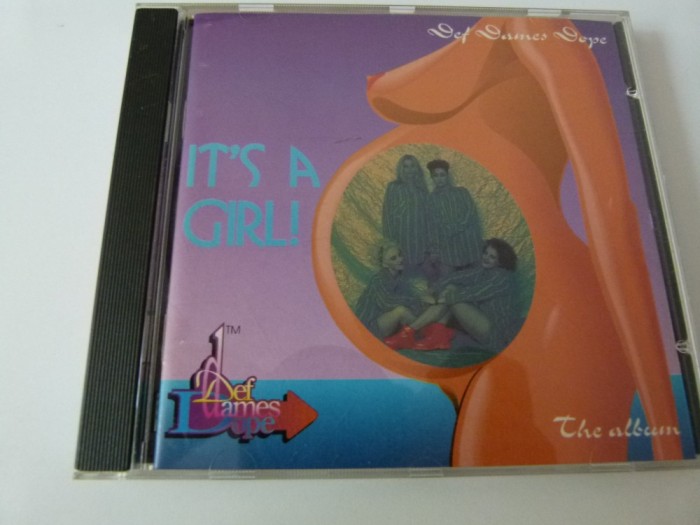 Def Dames Dope
IT'S A
GIRL!
TM
Def
Dames
Dope
The album